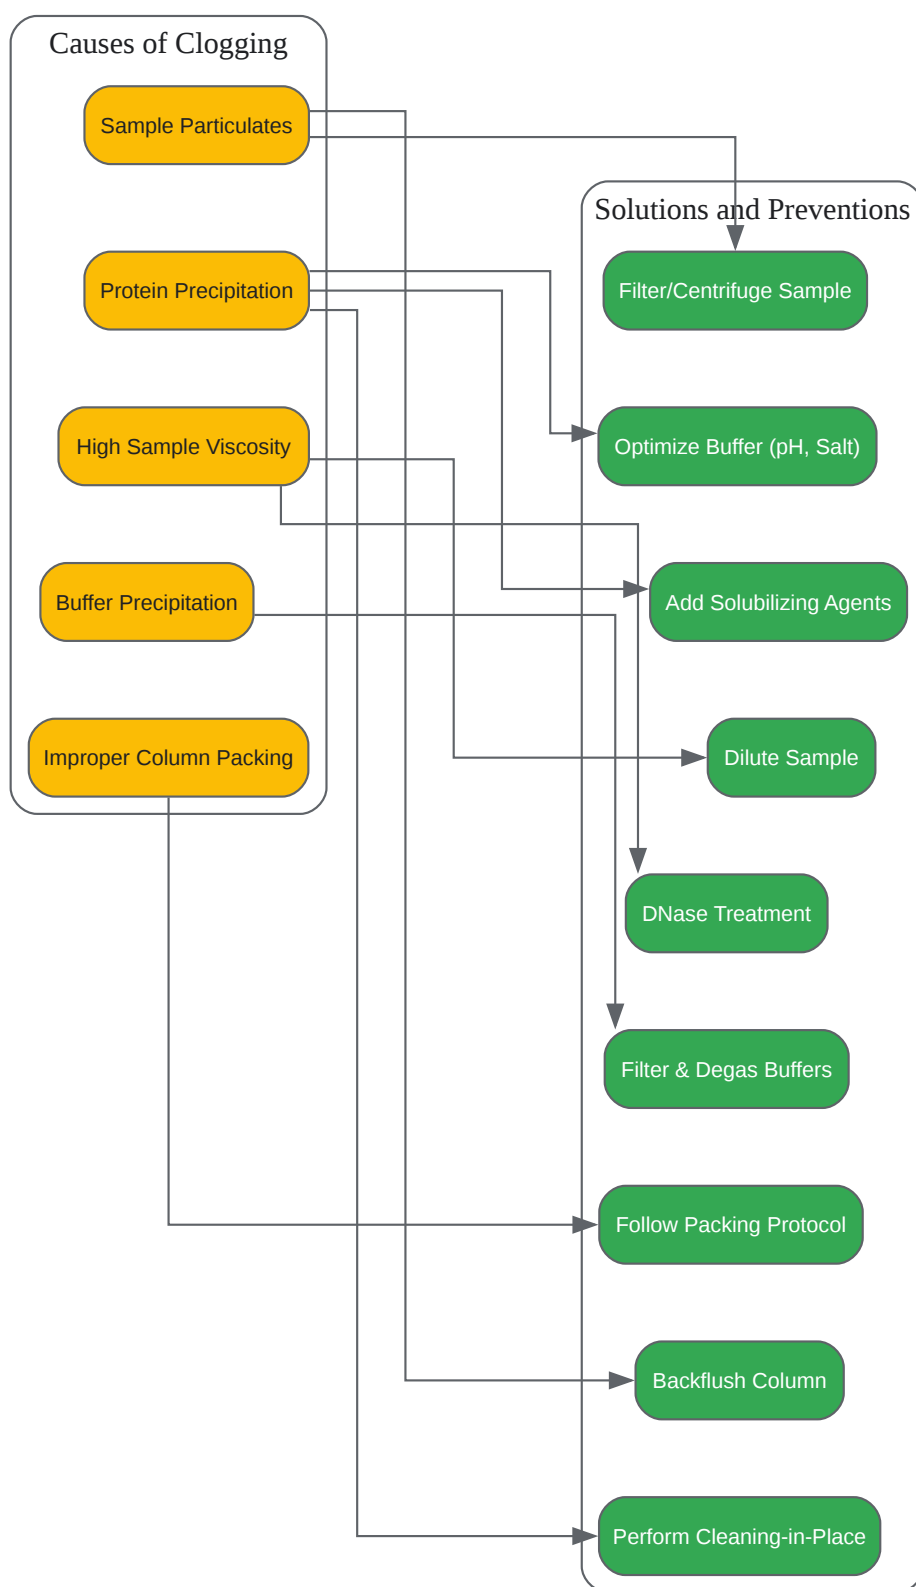 Causes of Clogging
Sample Particulates
Protein Precipitation
High Sample Viscosity
Buffer Precipitation
Improper Column Packing
Solutions and Preventions
Filter/Centrifuge Sample
Optimize Buffer (pH, Salt)
Add Solubilizing Agents
Dilute Sample
DNase Treatment
Filter & Degas Buffers
Follow Packing Protocol
Backflush Column
Perform Cleaning-in-Place